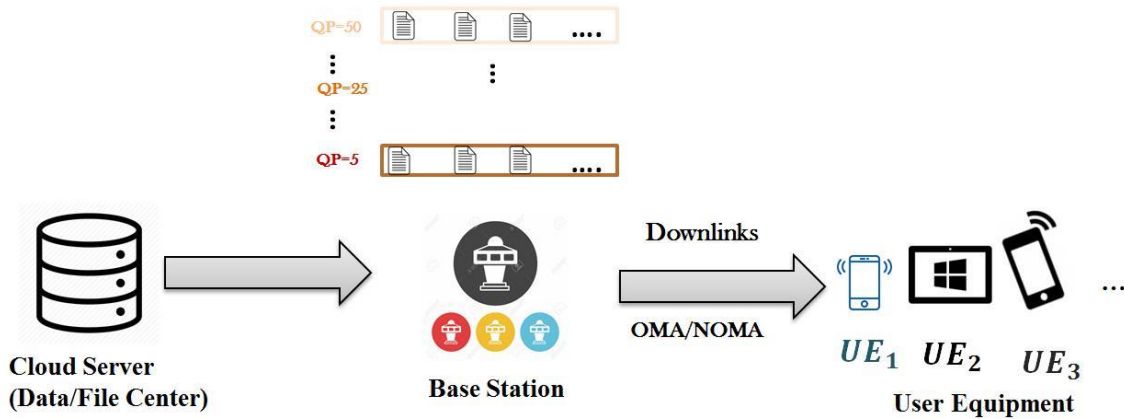 QP=50
....
QP=25
QP=5
....
Downlinks
OMA/NOMA
...
UE1
UE2
UE3
Cloud Server
(Data/File Center)
Base Station
User Equipment